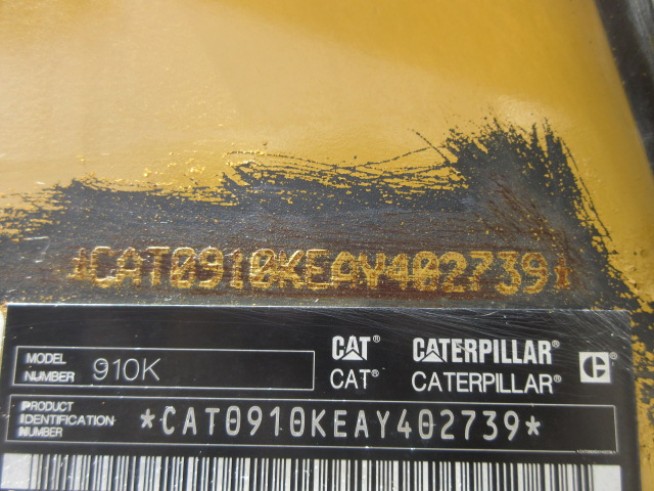 *CAT0910KEAY402739*
CAT® CATERPILLAR®
MODEL NUMBER 910K
CAT® CATERPILLAR®
PRODUCT IDENTIFICATION NUMBER *CAT0910KEAY402739*